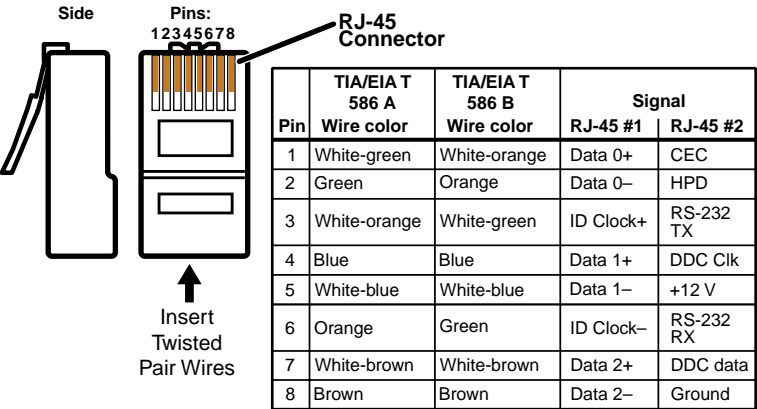 Side
Pins:
12345678
RJ-45
Connector
TIA/EIA T
586 A
Wire color
TIA/EIA T
586 B
Wire color
Signal
Pin
RJ-45 #1
RJ-45 #2
1 White-green White-orange Data 0+ CEC
2 Green Orange Data 0– HPD
3 White-orange White-green ID Clock+ RS-232
TX
4 Blue Blue Data 1+ DDC Clk
5 White-blue White-blue Data 1– +12 V
6 Orange Green ID Clock– RS-232
RX
7 White-brown White-brown Data 2+ DDC data
8 Brown Brown Data 2– Ground
Insert
Twisted
Pair Wires